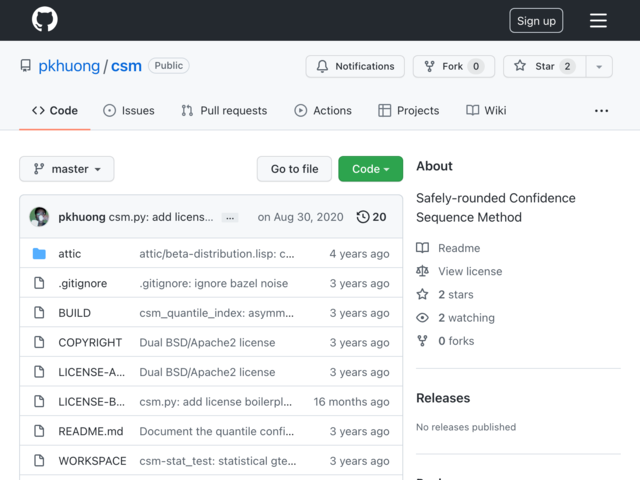 Sign up
pkhuong / csm Public
Notifications Fork 0 Star 2
Code Issues Pull requests Actions Projects Wiki ...
master Go to file Code
pkhuong csm.py: add licens... ... on Aug 30, 2020 20
attic attic/beta-distribution.lisp: c... 4 years ago
.gitignore .gitignore: ignore bazel noise 3 years ago
BUILD csm_quantile_index: asymm... 3 years ago
COPYRIGHT Dual BSD/Apache2 license 3 years ago
LICENSE-A... Dual BSD/Apache2 license 3 years ago
LICENSE-B... csm.py: add license boilerpl... 16 months ago
README.md Document the quantile confi... 3 years ago
WORKSPACE csm-stat_test: statistical gte... 3 years ago
About
Safely-rounded Confidence
Sequence Method
Readme
View license
2 stars
2 watching
0 forks
Releases
No releases published